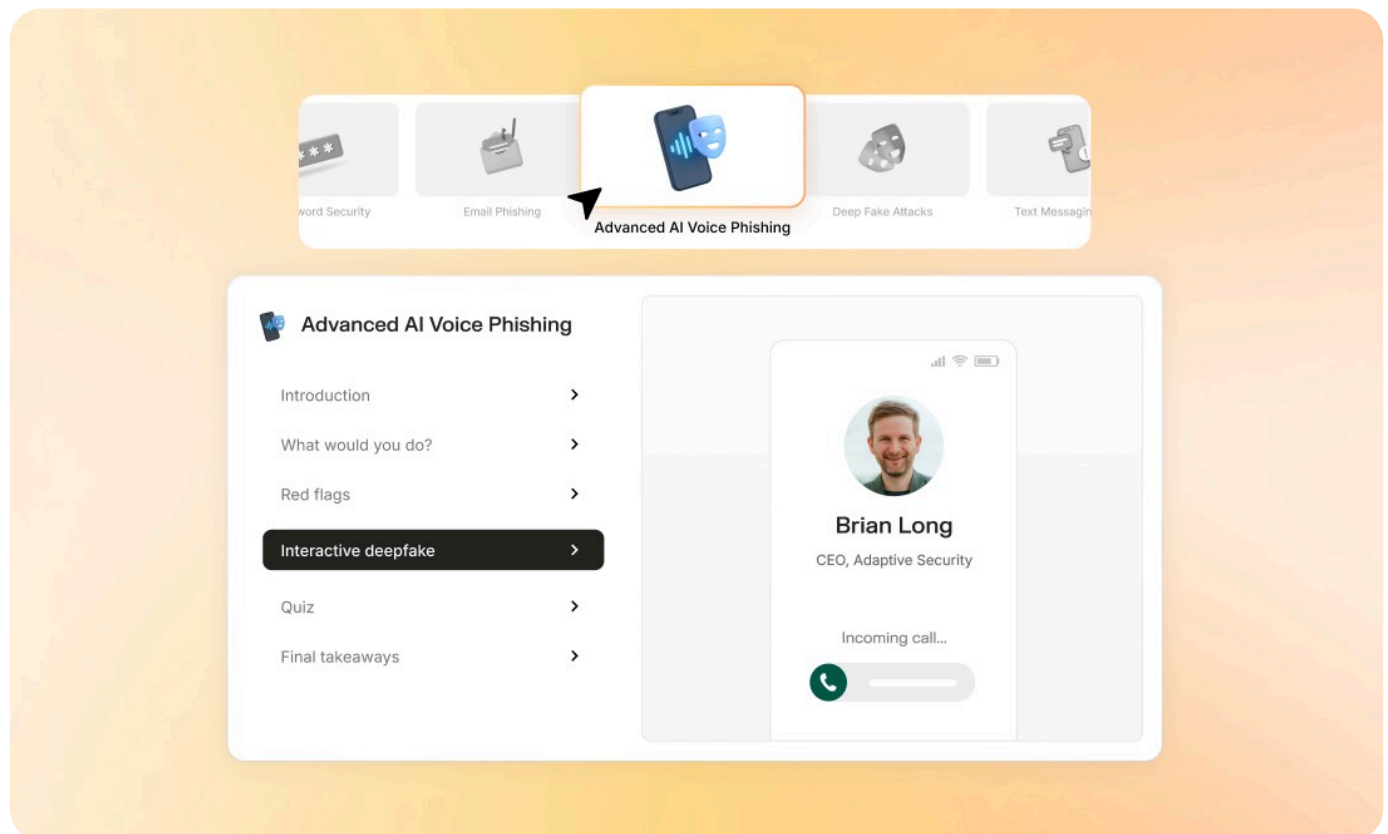 * * *
word Security
Email Phishing
Advanced AI Voice Phishing
Deep Fake Attacks
Text Messagin
Advanced AI Voice Phishing
Introduction
What would you do?
Red flags
Interactive deepfake
Quiz
Final takeaways
Brian Long
CEO, Adaptive Security
Incoming call...